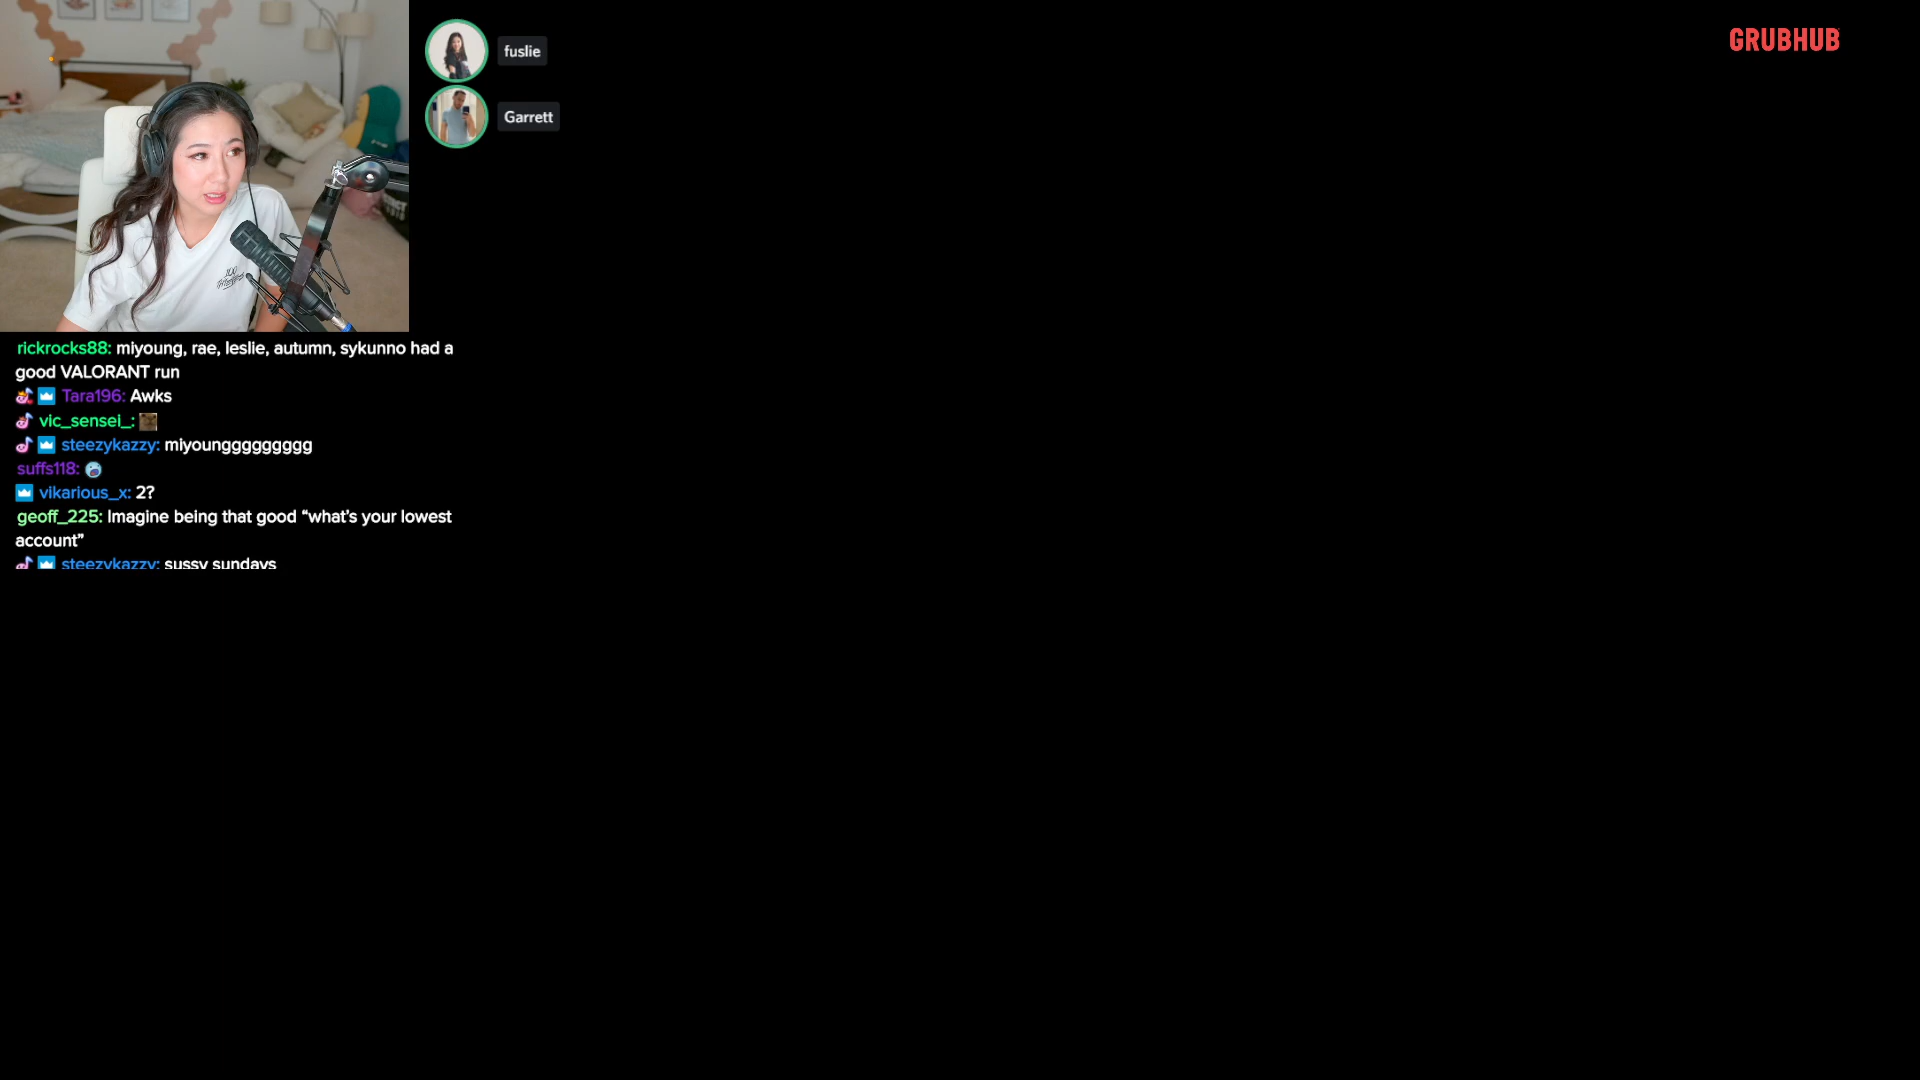 fuslie
Garrett
GRUBHUB
100
rickrocks88: miyoung, rae, leslie, autumn, sykunno had a
good VALORANT run
Tara196: Awks
vic_sensei_:
steezykazzy: miyounggggggggg
suffs118:
vikarious_x: 2?
geoff_225: Imagine being that good “what’s your lowest
account”
steezykazzy: sussy sundays